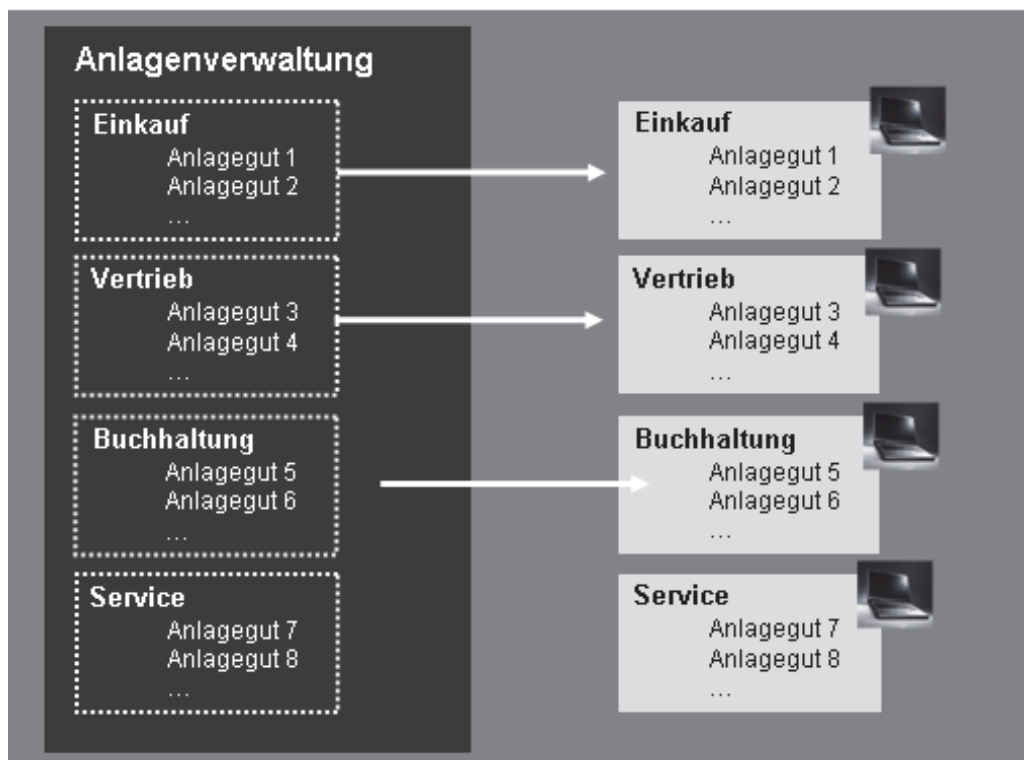 Anlagenverwaltung
Einkauf
Anlagegut 1
Anlagegut 2
...
Vertrieb
Anlagegut 3
Anlagegut 4
...
Buchhaltung
Anlagegut 5
Anlagegut 6
...
Service
Anlagegut 7
Anlagegut 8
...
Einkauf
Anlagegut 1
Anlagegut 2
...
Vertrieb
Anlagegut 3
Anlagegut 4
...
Buchhaltung
Anlagegut 5
Anlagegut 6
...
Service
Anlagegut 7
Anlagegut 8
...